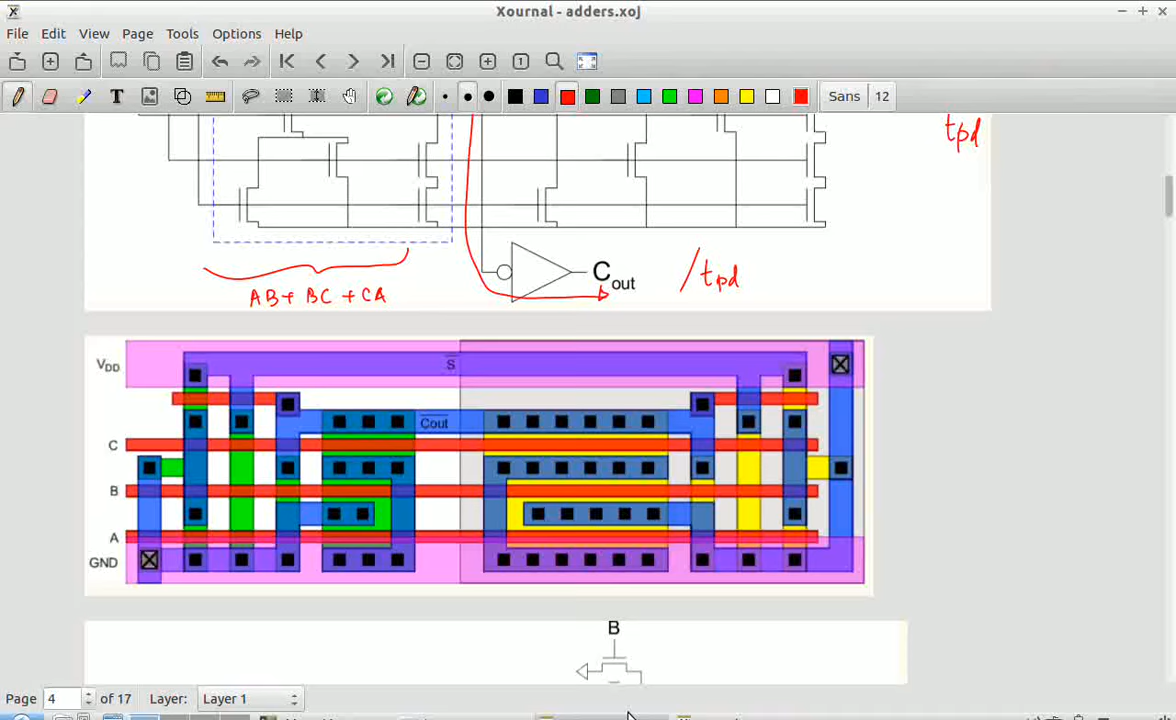 Xournal - adders.xoj
File Edit View Page Tools Options Help
T 1 T Sans 12
tpd
AB+ BC + CA
Cout
/tpd
VDD
S
Cout
C
B
A
GND
B
Page 4 of 17 Layer: Layer 1